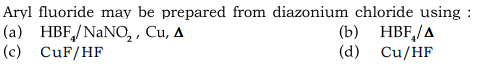 Aryl fluoride may be prepared from diazonium chloride using :
(a) HBF₄/NaNO₂ , Cu, Δ (b) HBF₄/Δ
(c) CuF/HF (d) Cu/HF